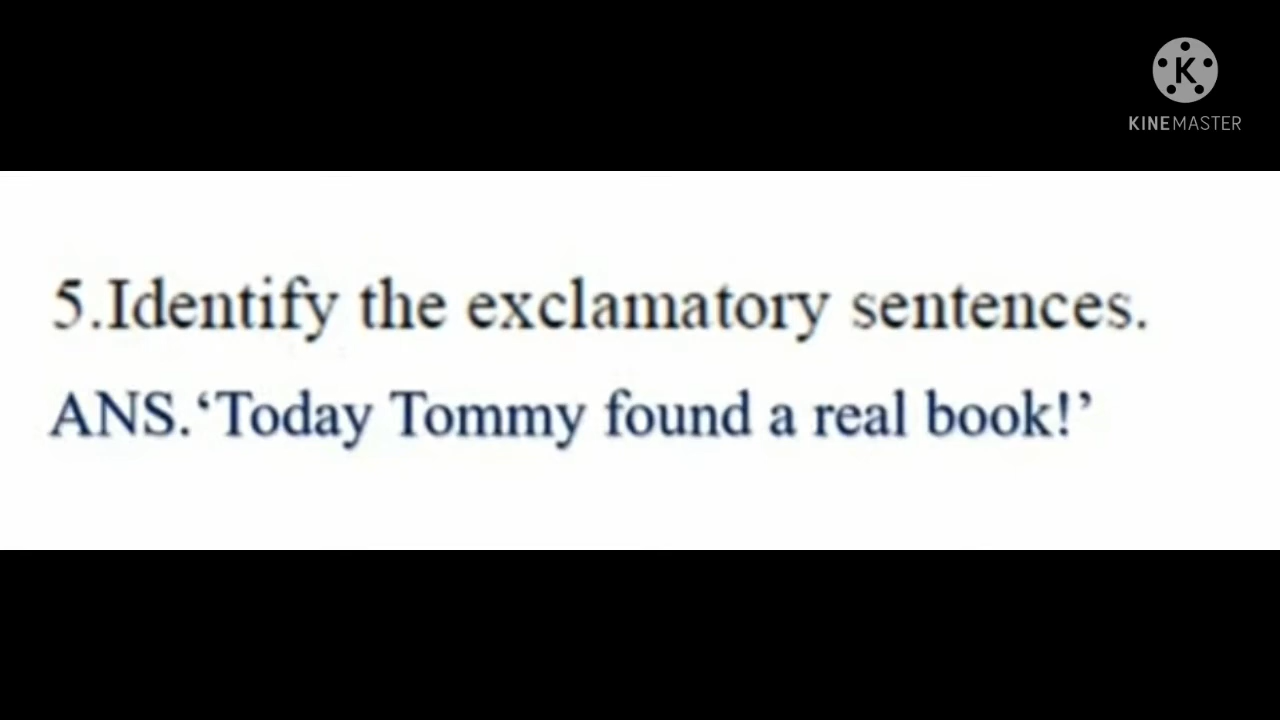 K
KINEMASTER
5.Identify the exclamatory sentences.
ANS.‘Today Tommy found a real book!’